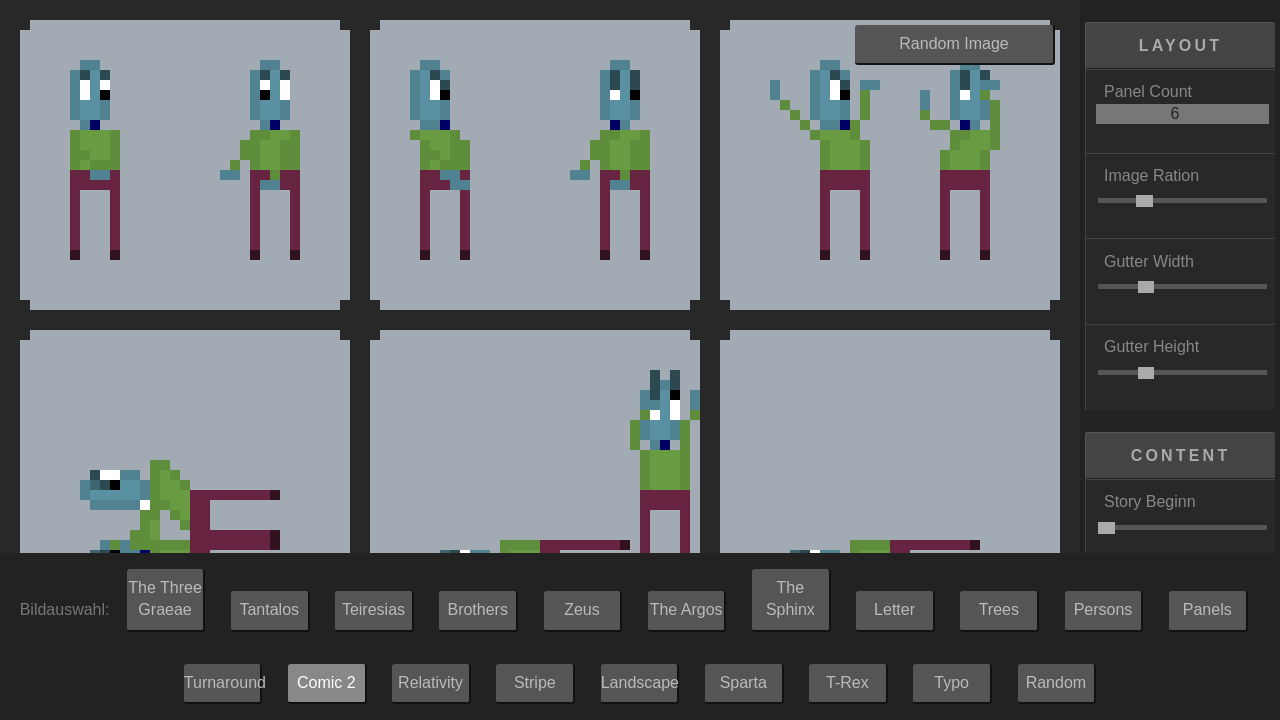 Random Image
LAYOUT
Panel Count
6
Image Ration
Gutter Width
Gutter Height
CONTENT
Story Beginn
Bildauswahl:
The Three
Graeae
Tantalos
Teiresias
Brothers
Zeus
The Argos
The
Sphinx
Letter
Trees
Persons
Panels
Turnaround
Comic 2
Relativity
Stripe
Landscape
Sparta
T-Rex
Typo
Random